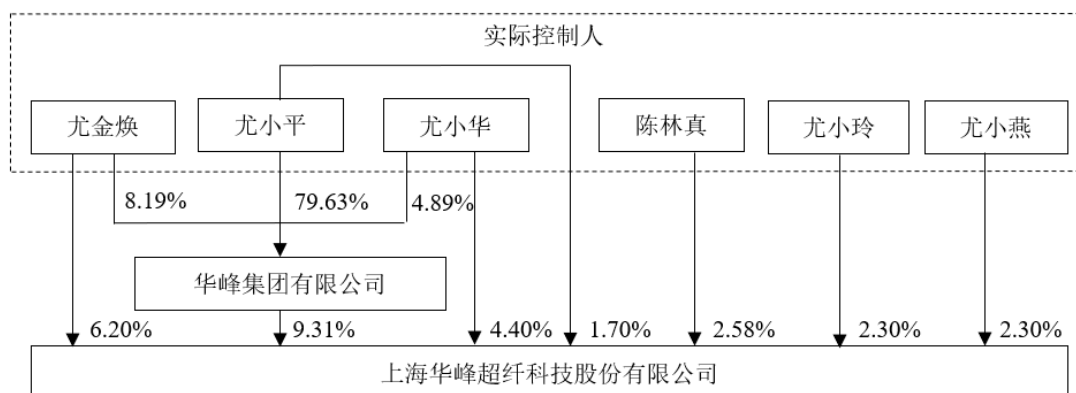 实际控制人
尤金焕
尤小平
尤小华
陈林真
尤小玲
尤小燕
8.19%
79.63%
4.89%
华峰集团有限公司
6.20%
9.31%
4.40%
1.70%
2.58%
2.30%
2.30%
上海华峰超纤科技股份有限公司